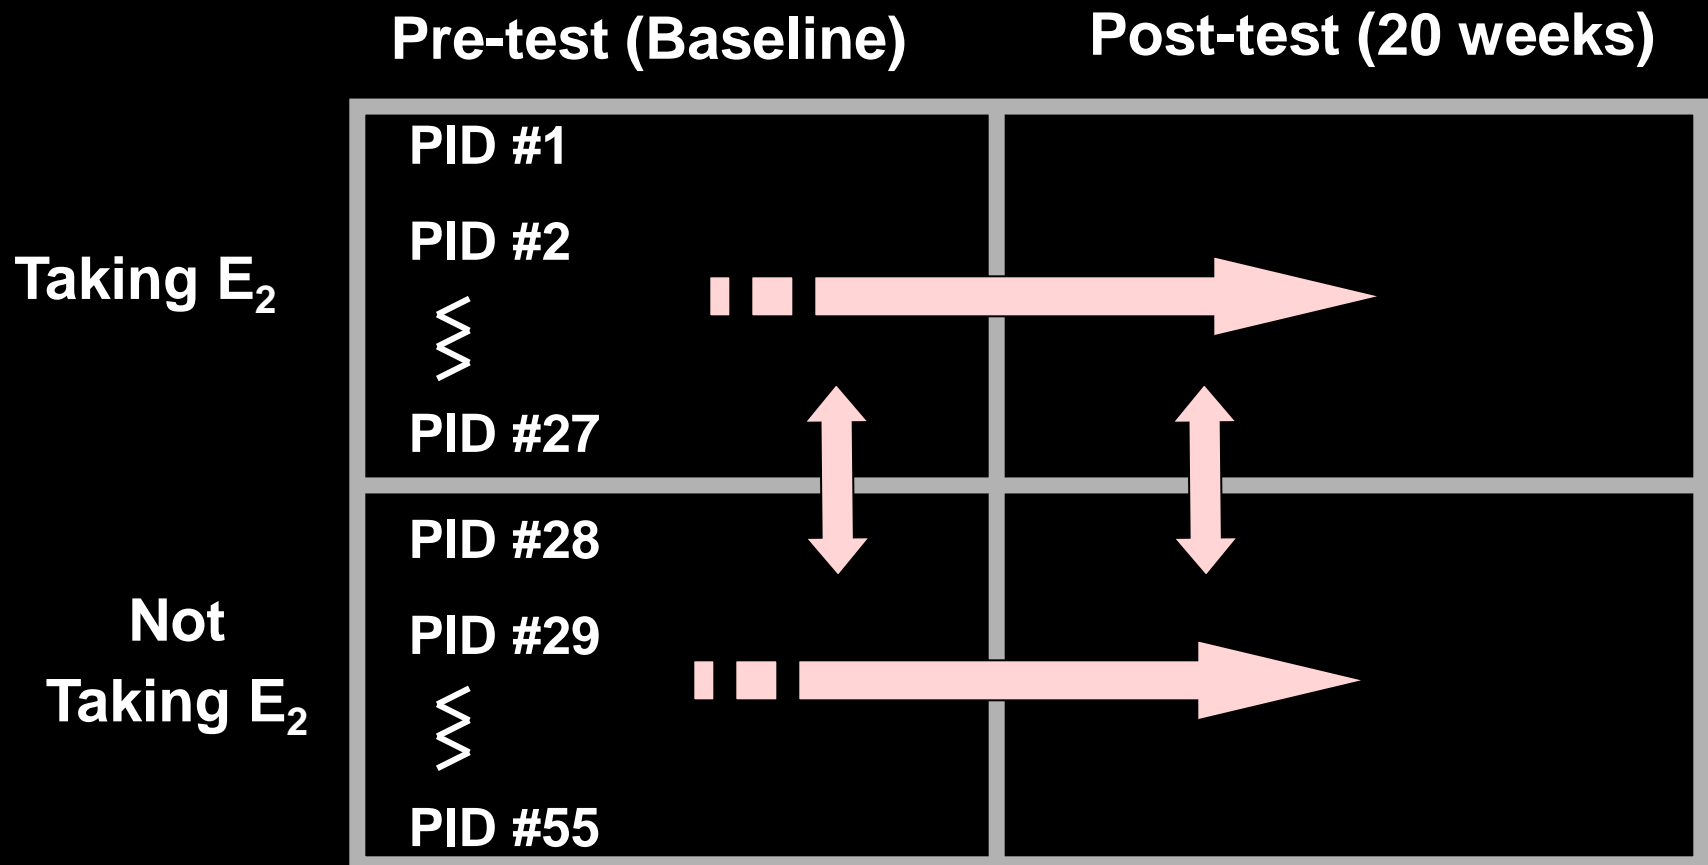 Pre-test (Baseline) Post-test (20 weeks)
Taking E₂
PID #1
PID #2
PID #27
Not
Taking E₂
PID #28
PID #29
PID #55